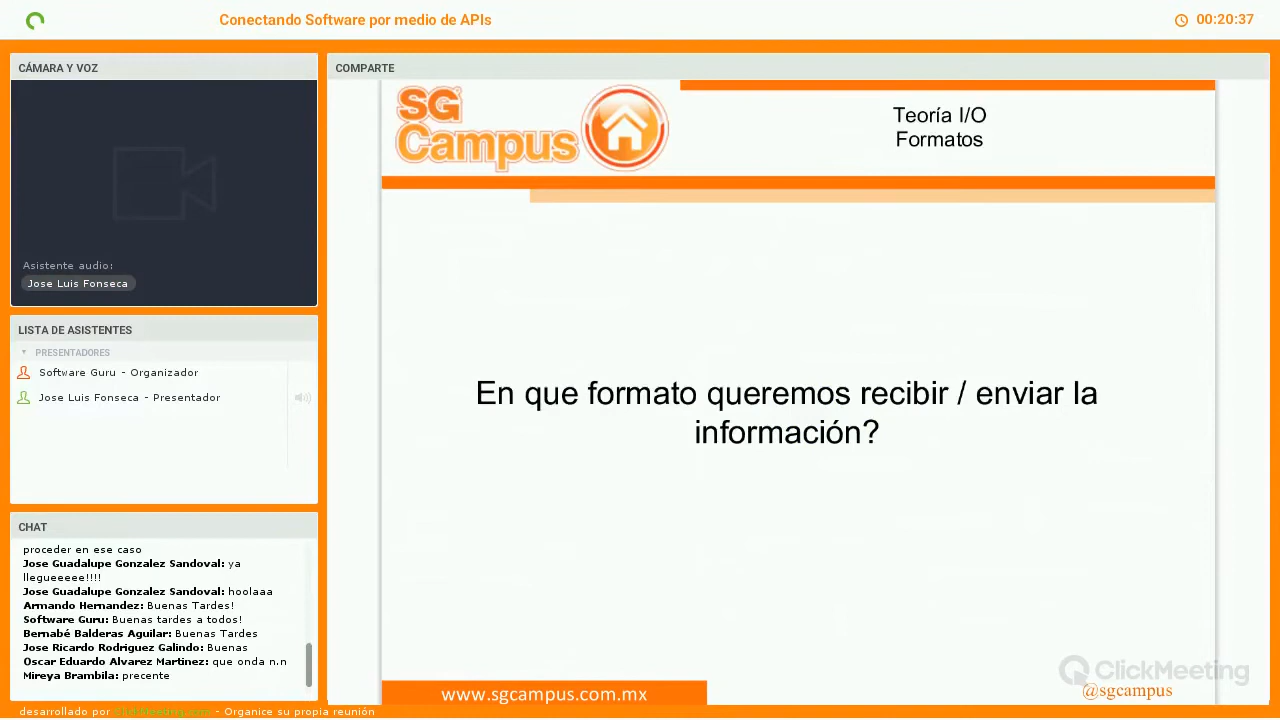 Conectando Software por medio de APIs
00:20:37
CÁMARA Y VOZ
Asistente audio:
Jose Luis Fonseca
LISTA DE ASISTENTES
PRESENTADORES
Software Guru - Organizador
Jose Luis Fonseca - Presentador
CHAT
proceder en ese caso
Jose Guadalupe Gonzalez Sandoval: ya
llegueeeee!!!!
Jose Guadalupe Gonzalez Sandoval: hoolaaa
Armando Hernandez: Buenas Tardes!
Software Guru: Buenas tardes a todos!
Bernabé Balderas Aguilar: Buenas Tardes
Jose Ricardo Rodriguez Galindo: Buenas
Oscar Eduardo Alvarez Martinez: que onda n.n
Mireya Brambila: precente
desarrollado por ClickMeeting.com - Organice su propia reunión
COMPARTE
SG
Campus
Teoría I/O
Formatos
En que formato queremos recibir / enviar la
información?
ClickMeeting
@sgcampus
www.sgcampus.com.mx